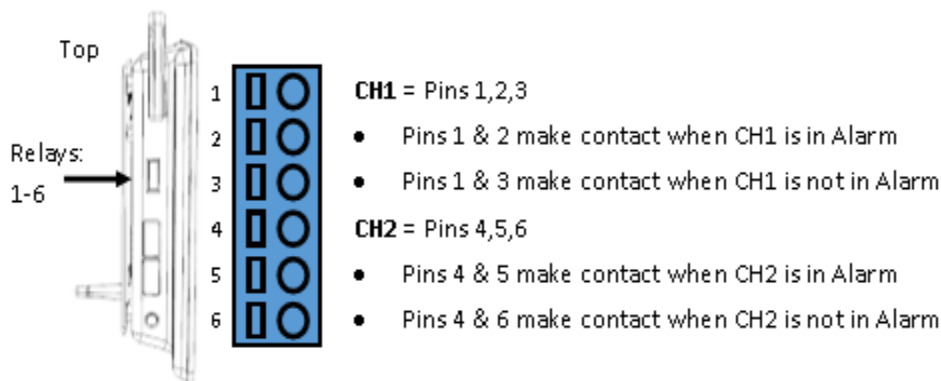 Top
Relays:
1-6
1
2
3
4
5
6
CH1 = Pins 1,2,3
• Pins 1 & 2 make contact when CH1 is in Alarm
• Pins 1 & 3 make contact when CH1 is not in Alarm
CH2 = Pins 4,5,6
• Pins 4 & 5 make contact when CH2 is in Alarm
• Pins 4 & 6 make contact when CH2 is not in Alarm